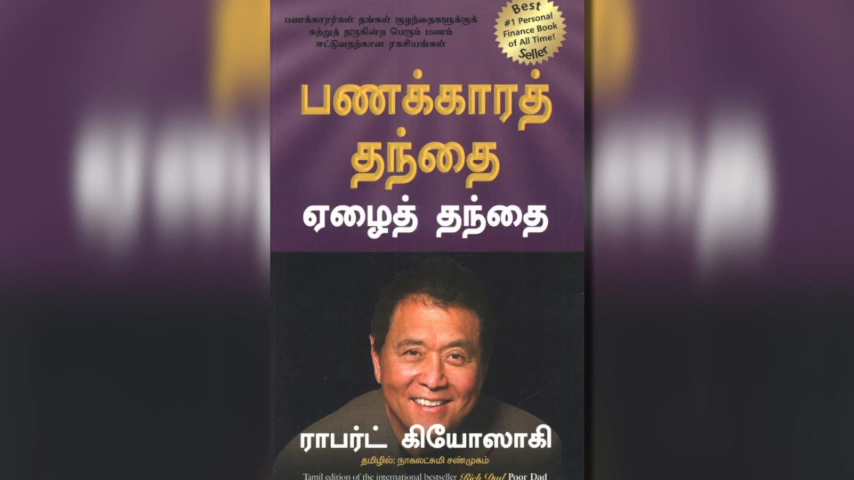 பணக்காரர்கள் தங்கள் குழந்தைகளுக்குக்
கற்றுத் தருகின்ற பெரும் பணம்
ஈட்டுவதற்கான ரகசியங்கள்
Best
#1 Personal
Finance Book
of All Time!
Seller
பணக்காரத்
தந்தை
ஏழைத் தந்தை
ராபர்ட் கியோஸாகி
தமிழில்: நாகலட்சுமி சண்முகம்
Tamil edition of the international bestseller Rich Dad Poor Dad